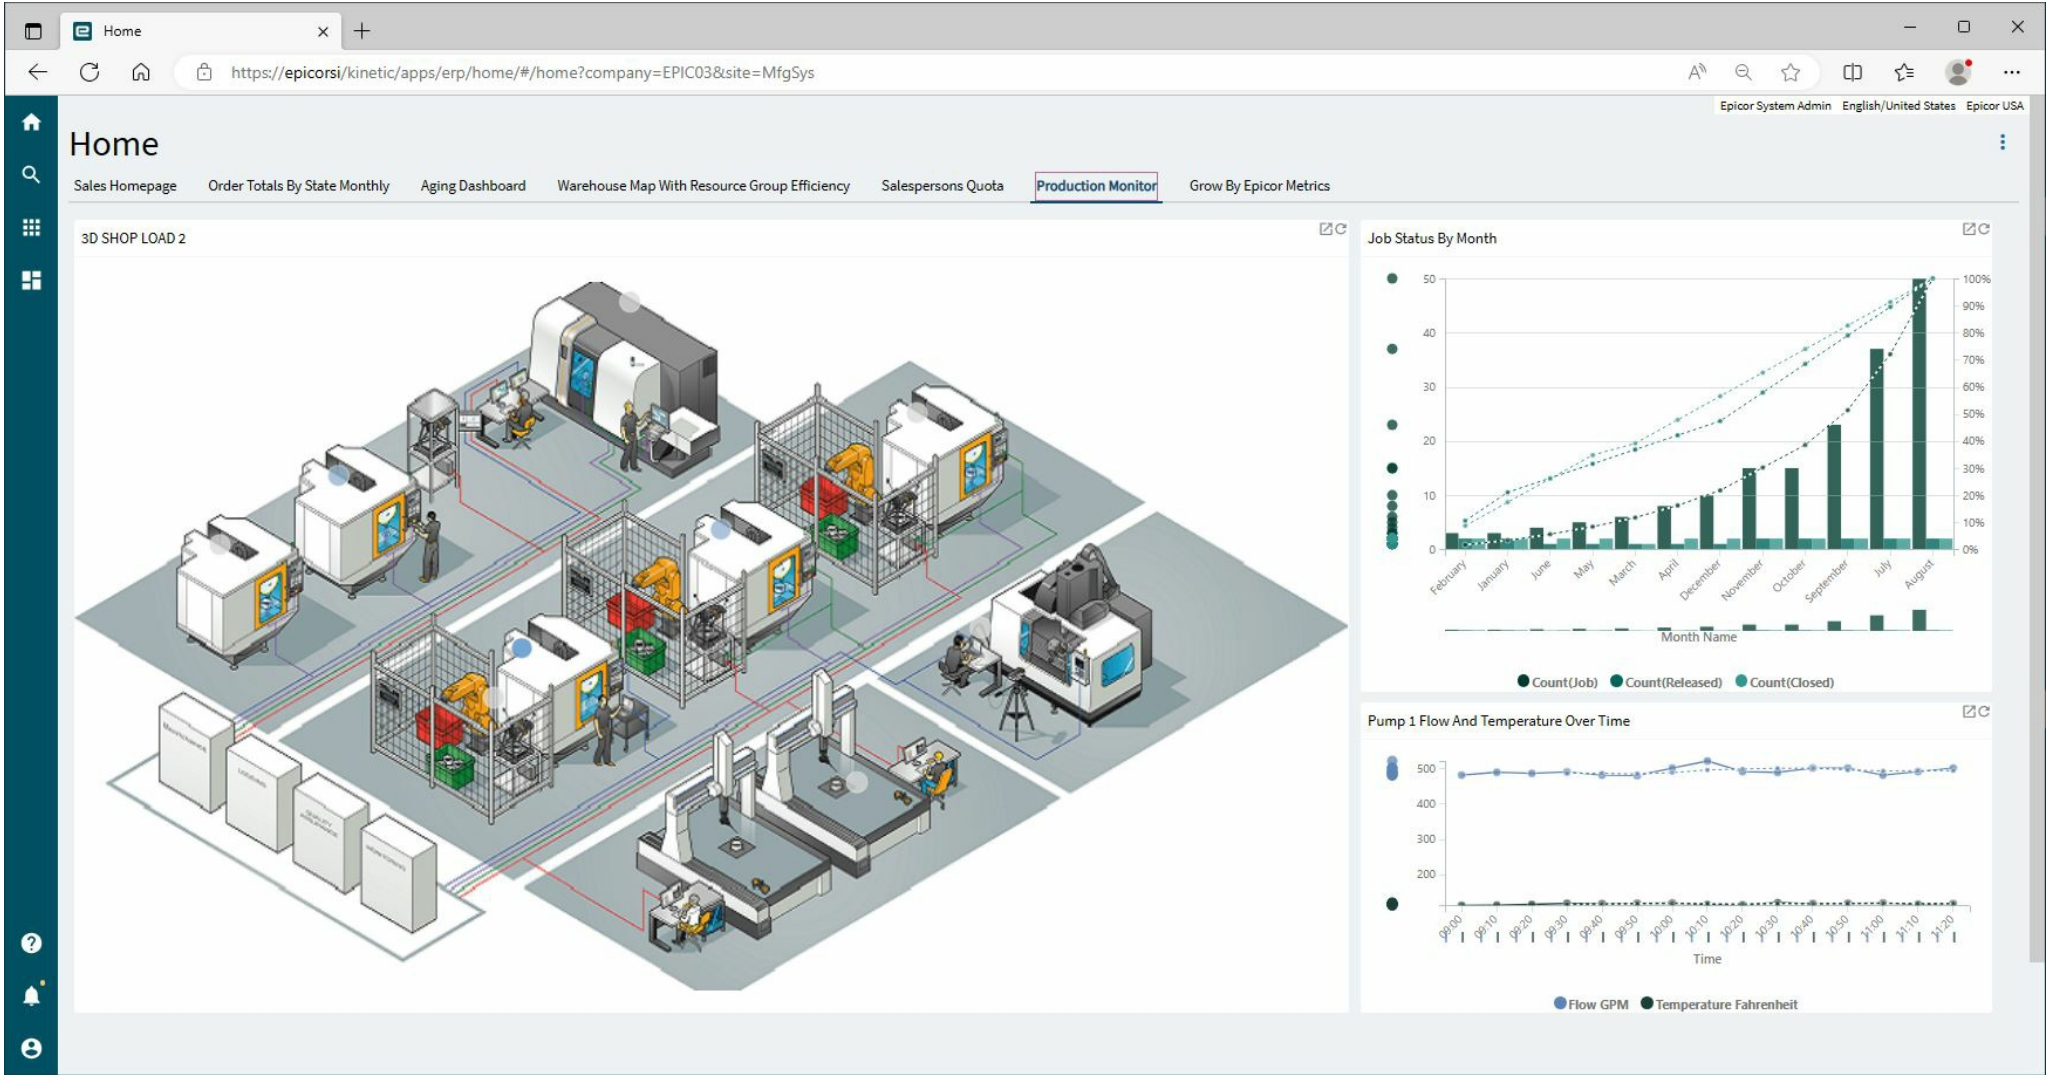 Home
https://epicorsi/kinetic/apps/erp/home/#/home?company=EPIC03&site=MfgSys
Epicor System Admin English/United States Epicor USA
Home
Sales Homepage Order Totals By State Monthly Aging Dashboard Warehouse Map With Resource Group Efficiency Salespersons Quota Production Monitor Grow By Epicor Metrics
3D SHOP LOAD 2
MAINTENANCE
LOGGING
QUALITY
ASSURANCE
MONITORING
Job Status By Month
50 100%
90%
40 80%
70%
30 60%
50%
20 40%
30%
10 20%
10%
0 0%
February January June May March April December November October September July August
Month Name
Count(Job) Count(Released) Count(Closed)
Pump 1 Flow And Temperature Over Time
500
400
300
200
09:00 09:10 09:20 09:30 09:40 09:50 10:00 10:10 10:20 10:30 10:40 10:50 11:00 11:10 11:20
Time
Flow GPM Temperature Fahrenheit